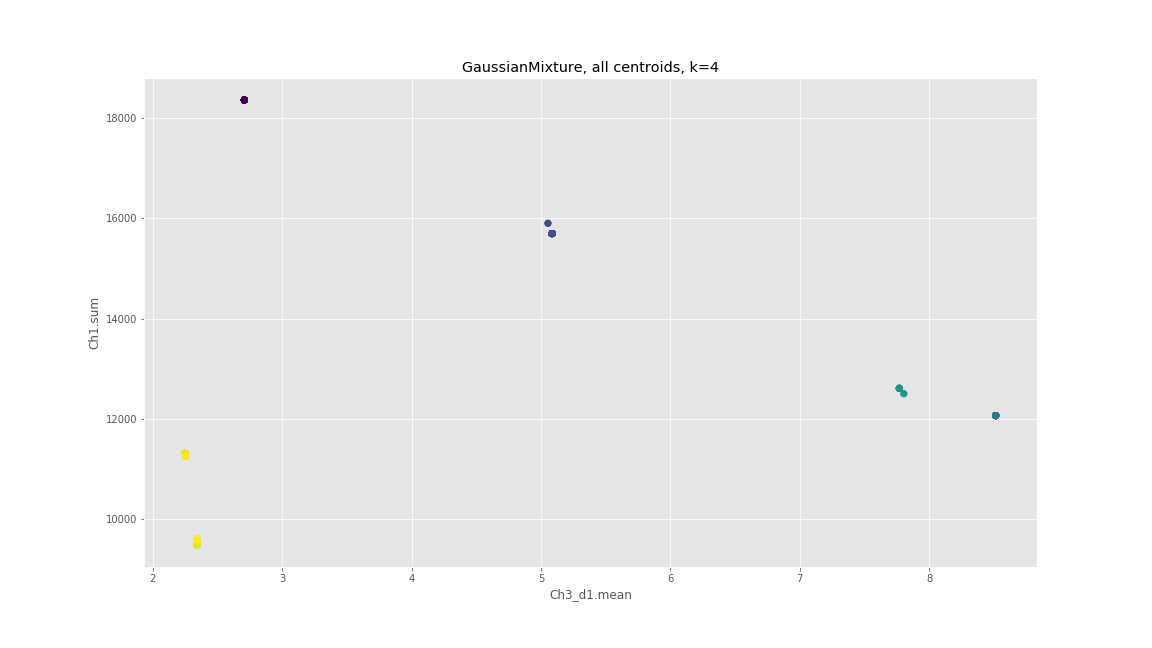 GaussianMixture, all centroids, k=4
18000
16000
14000
12000
10000
Ch1.sum
2 3 4 5 6 7 8
Ch3_d1.mean